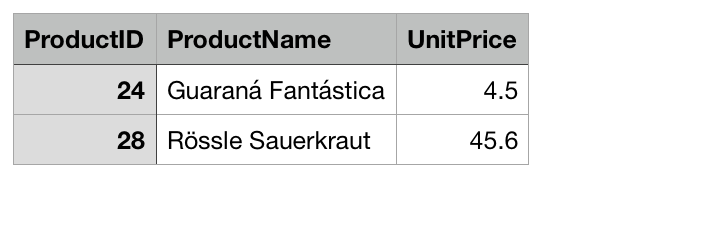 ProductID ProductName UnitPrice
24 Guaraná Fantástica 4.5
28 Rössle Sauerkraut 45.6